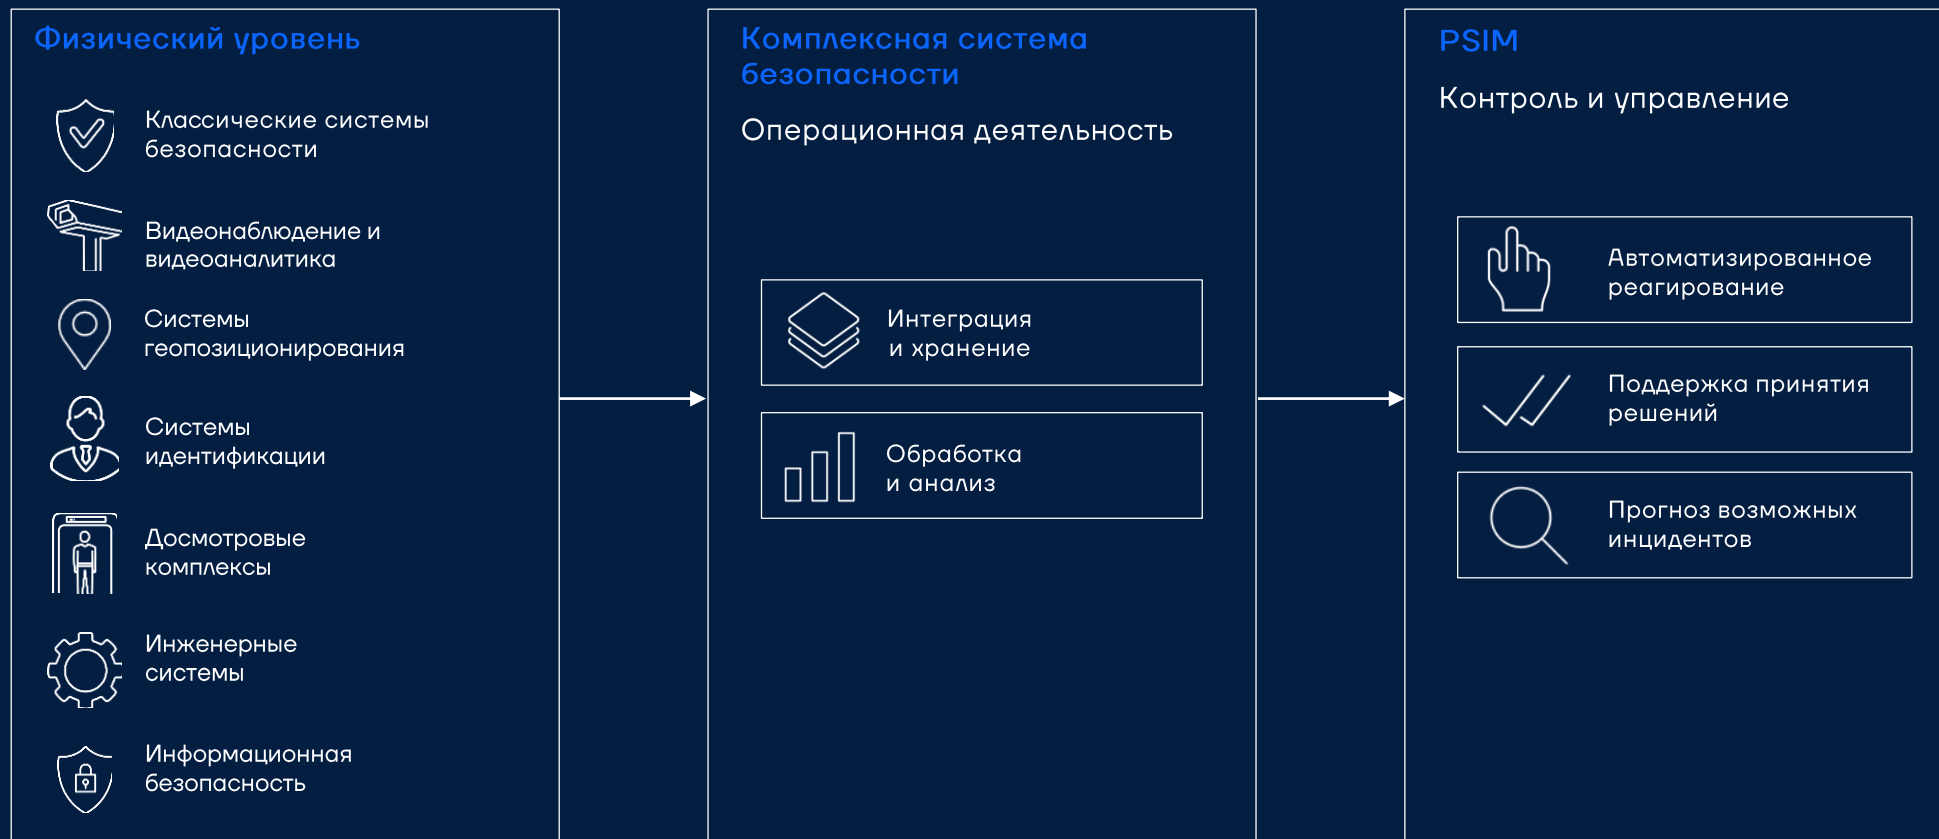 Физический уровень
Классические системы
безопасности
Видеонаблюдение и
видеоаналитика
Системы
геопозиционирования
Системы
идентификации
Досмотровые
комплексы
Инженерные
системы
Информационная
безопасность
Комплексная система
безопасности
Операционная деятельность
Интеграция
и хранение
Обработка
и анализ
PSIM
Контроль и управление
Автоматизированное
реагирование
Поддержка принятия
решений
Прогноз возможных
инцидентов